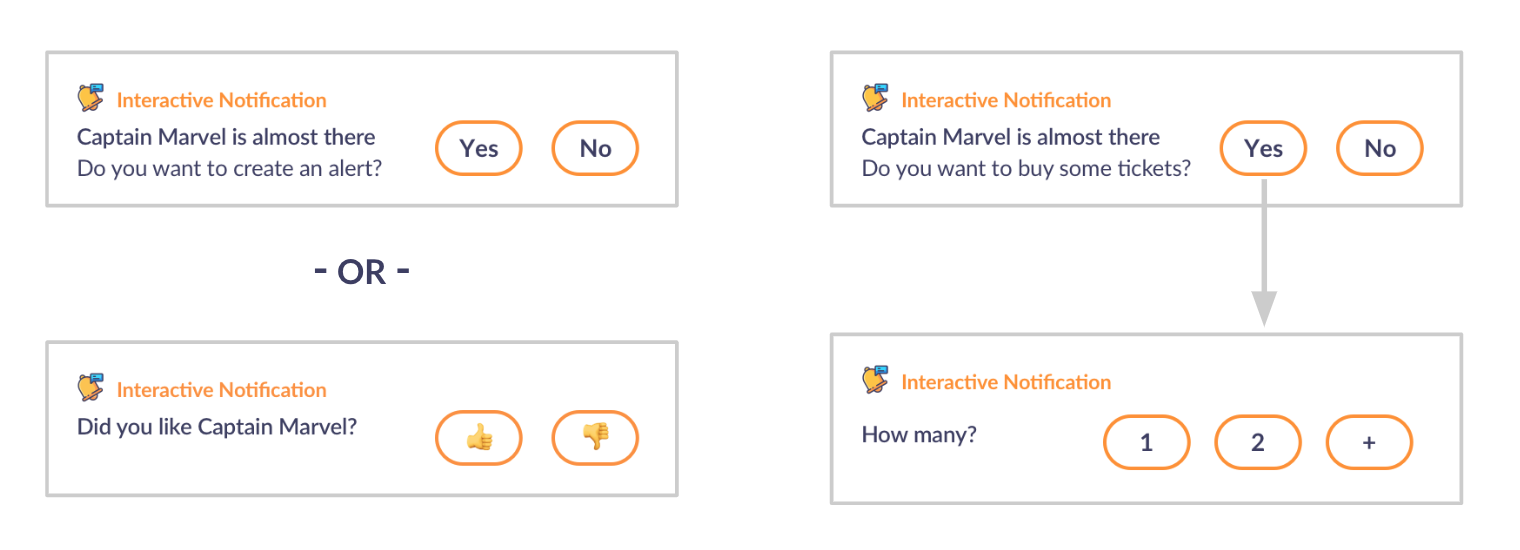 Interactive Notification
Captain Marvel is almost there
Do you want to create an alert?
Yes
No
- OR -
Interactive Notification
Did you like Captain Marvel?
Interactive Notification
Captain Marvel is almost there
Do you want to buy some tickets?
Yes
No
Interactive Notification
How many?
1
2
+